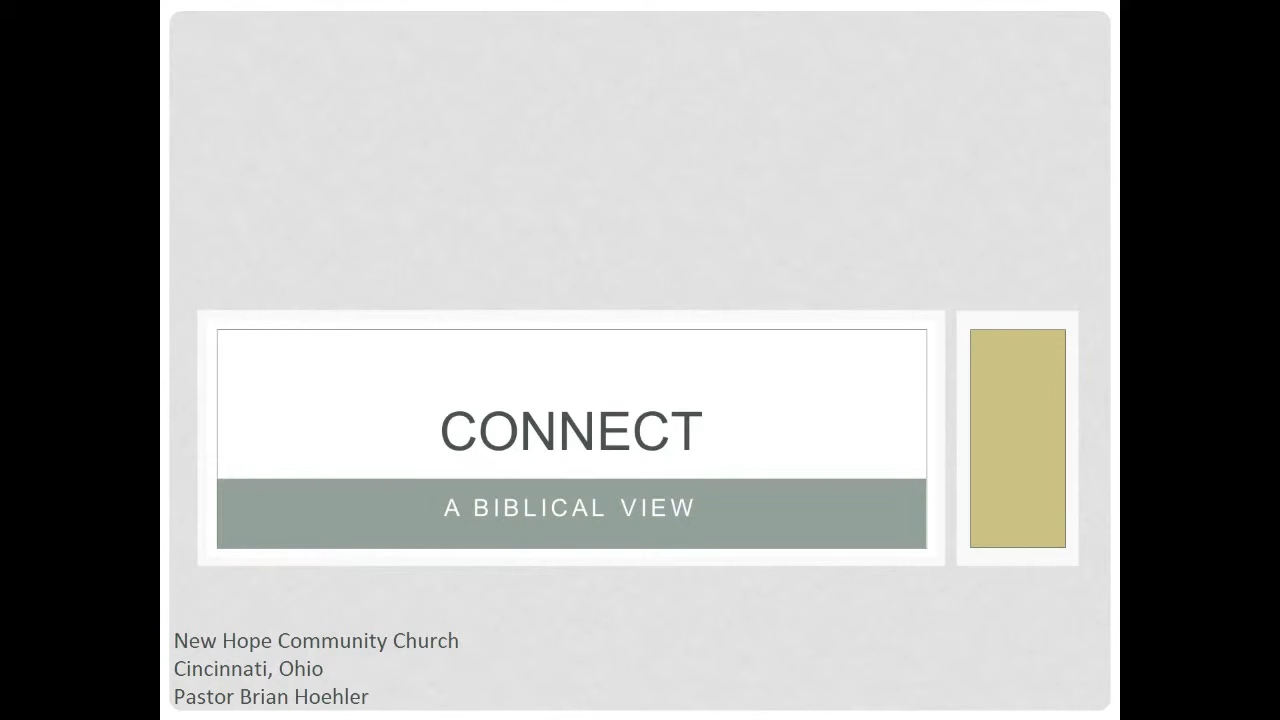 CONNECT
A BIBLICAL VIEW
New Hope Community Church
Cincinnati, Ohio
Pastor Brian Hoehler